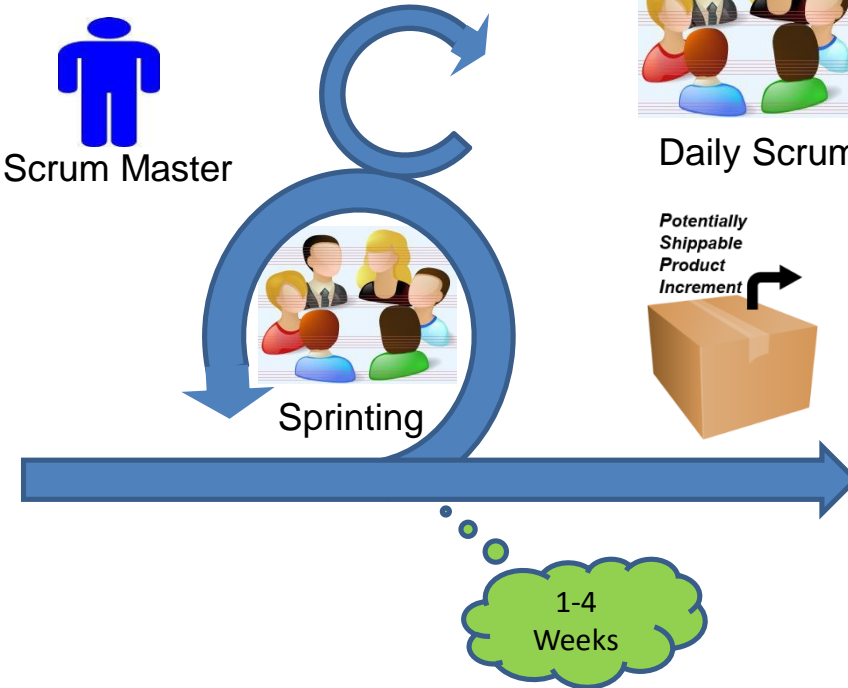 Scrum Master
Daily Scrum
Potentially
Shippable
Product
Increment
Sprinting
1-4
Weeks